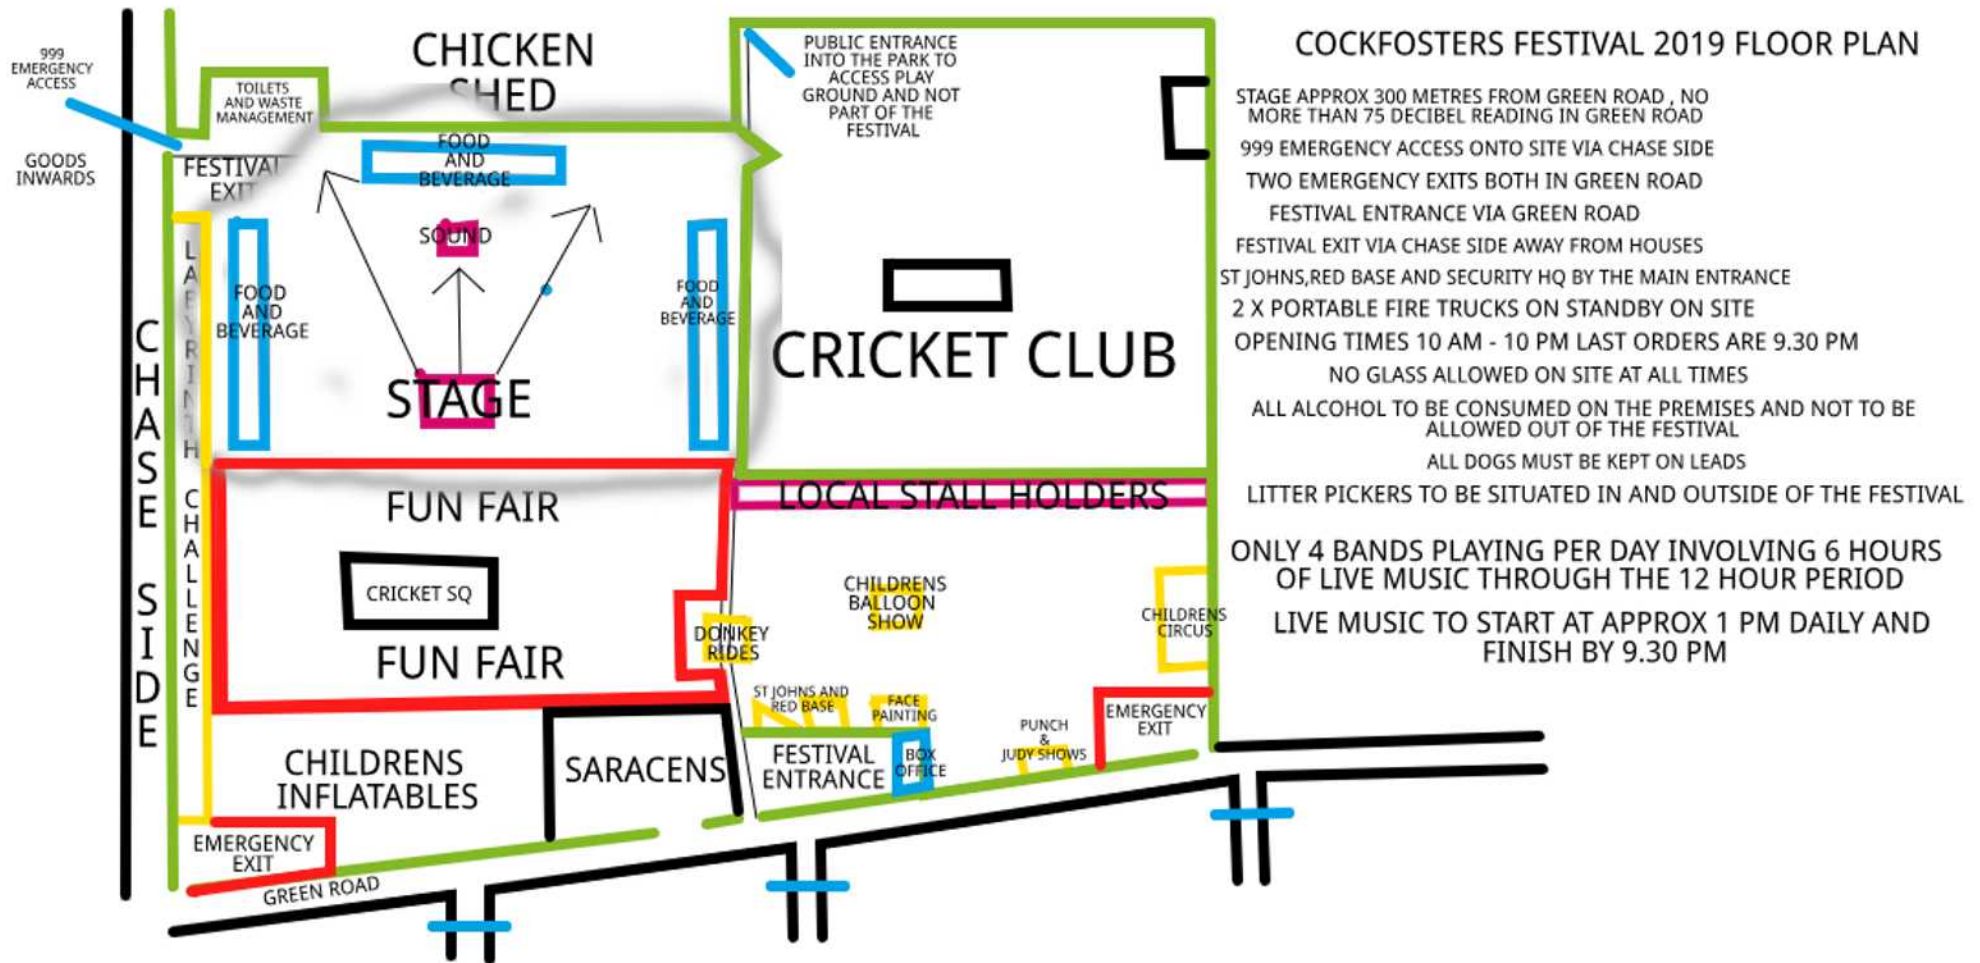 999
EMERGENCY
ACCESS
GOODS
INWARDS
TOILETS
AND WASTE
MANAGEMENT
CHICKEN
SHED
PUBLIC ENTRANCE
INTO THE PARK TO
ACCESS PLAY
GROUND AND NOT
PART OF THE
FESTIVAL
FESTIVAL
EXIT
FOOD
AND
BEVERAGE
SOUND
FOOD
AND
BEVERAGE
FOOD
AND
BEVERAGE
STAGE
CRICKET CLUB
LABYRINTH CHALLENGE
CHASE SIDE
FUN FAIR
CRICKET SQ
FUN FAIR
LOCAL STALL HOLDERS
CHILDRENS
BALLOON
SHOW
CHILDRENS
CIRCUS
DONKEY
RIDES
ST JOHNS AND
RED BASE
FACE
PAINTING
PUNCH
&
JUDY SHOWS
EMERGENCY
EXIT
FESTIVAL
ENTRANCE
BOX
OFFICE
CHILDRENS
INFLATABLES
SARACENS
EMERGENCY
EXIT
GREEN ROAD
COCKFOSTERS FESTIVAL 2019 FLOOR PLAN
STAGE APPROX 300 METRES FROM GREEN ROAD , NO
MORE THAN 75 DECIBEL READING IN GREEN ROAD
999 EMERGENCY ACCESS ONTO SITE VIA CHASE SIDE
TWO EMERGENCY EXITS BOTH IN GREEN ROAD
FESTIVAL ENTRANCE VIA GREEN ROAD
FESTIVAL EXIT VIA CHASE SIDE AWAY FROM HOUSES
ST JOHNS,RED BASE AND SECURITY HQ BY THE MAIN ENTRANCE
2 X PORTABLE FIRE TRUCKS ON STANDBY ON SITE
OPENING TIMES 10 AM - 10 PM LAST ORDERS ARE 9.30 PM
NO GLASS ALLOWED ON SITE AT ALL TIMES
ALL ALCOHOL TO BE CONSUMED ON THE PREMISES AND NOT TO BE
ALLOWED OUT OF THE FESTIVAL
ALL DOGS MUST BE KEPT ON LEADS
LITTER PICKERS TO BE SITUATED IN AND OUTSIDE OF THE FESTIVAL
ONLY 4 BANDS PLAYING PER DAY INVOLVING 6 HOURS
OF LIVE MUSIC THROUGH THE 12 HOUR PERIOD
LIVE MUSIC TO START AT APPROX 1 PM DAILY AND
FINISH BY 9.30 PM